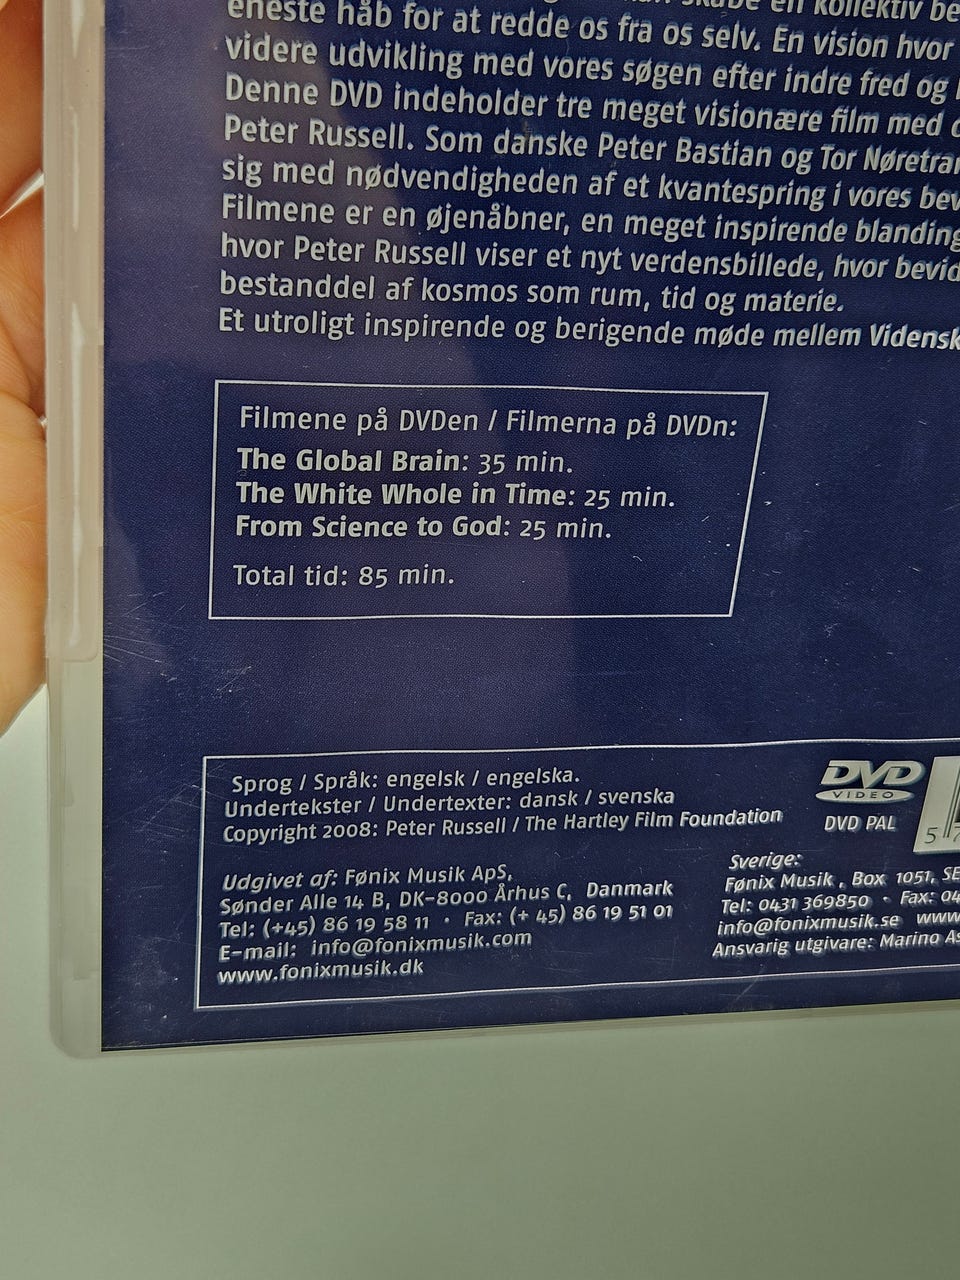 eneste håb for at redde os fra os selv. En vision hvor
videre udvikling med vores søgen efter indre fred og
Denne DVD indeholder tre meget visionære film med
Peter Russell. Som danske Peter Bastian og Tor Nøretra
sig med nødvendigheden af et kvantespring i vores bev
Filmene er en øjenåbner, en meget inspirende blanding
hvor Peter Russell viser et nyt verdensbillede, hvor bevid
bestanddel af kosmos som rum, tid og materie.
Et utroligt inspirende og berigende møde mellem Vidensk
Filmene på DVDen / Filmerna på DVDn:
The Global Brain: 35 min.
The White Whole in Time: 25 min.
From Science to God: 25 min.
Total tid: 85 min.
Sprog / Språk: engelsk / engelska.
Undertekster / Undertexter: dansk / svenska
Copyright 2008: Peter Russell / The Hartley Film Foundation
DVD
VIDEO
DVD PAL
5
Udgivet af: Fønix Musik ApS,
Sønder Alle 14 B, DK-8000 Århus C, Danmark
Tel: (+45) 86 19 58 11 · Fax: (+ 45) 86 19 51 01
E-mail: info@fonixmusik.com
www.fonixmusik.dk
Sverige:
Fønix Musik , Box 1051, SE
Tel: 0431 369850 · Fax: 04
info@fonixmusik.se www
Ansvarig utgivare: Marino As